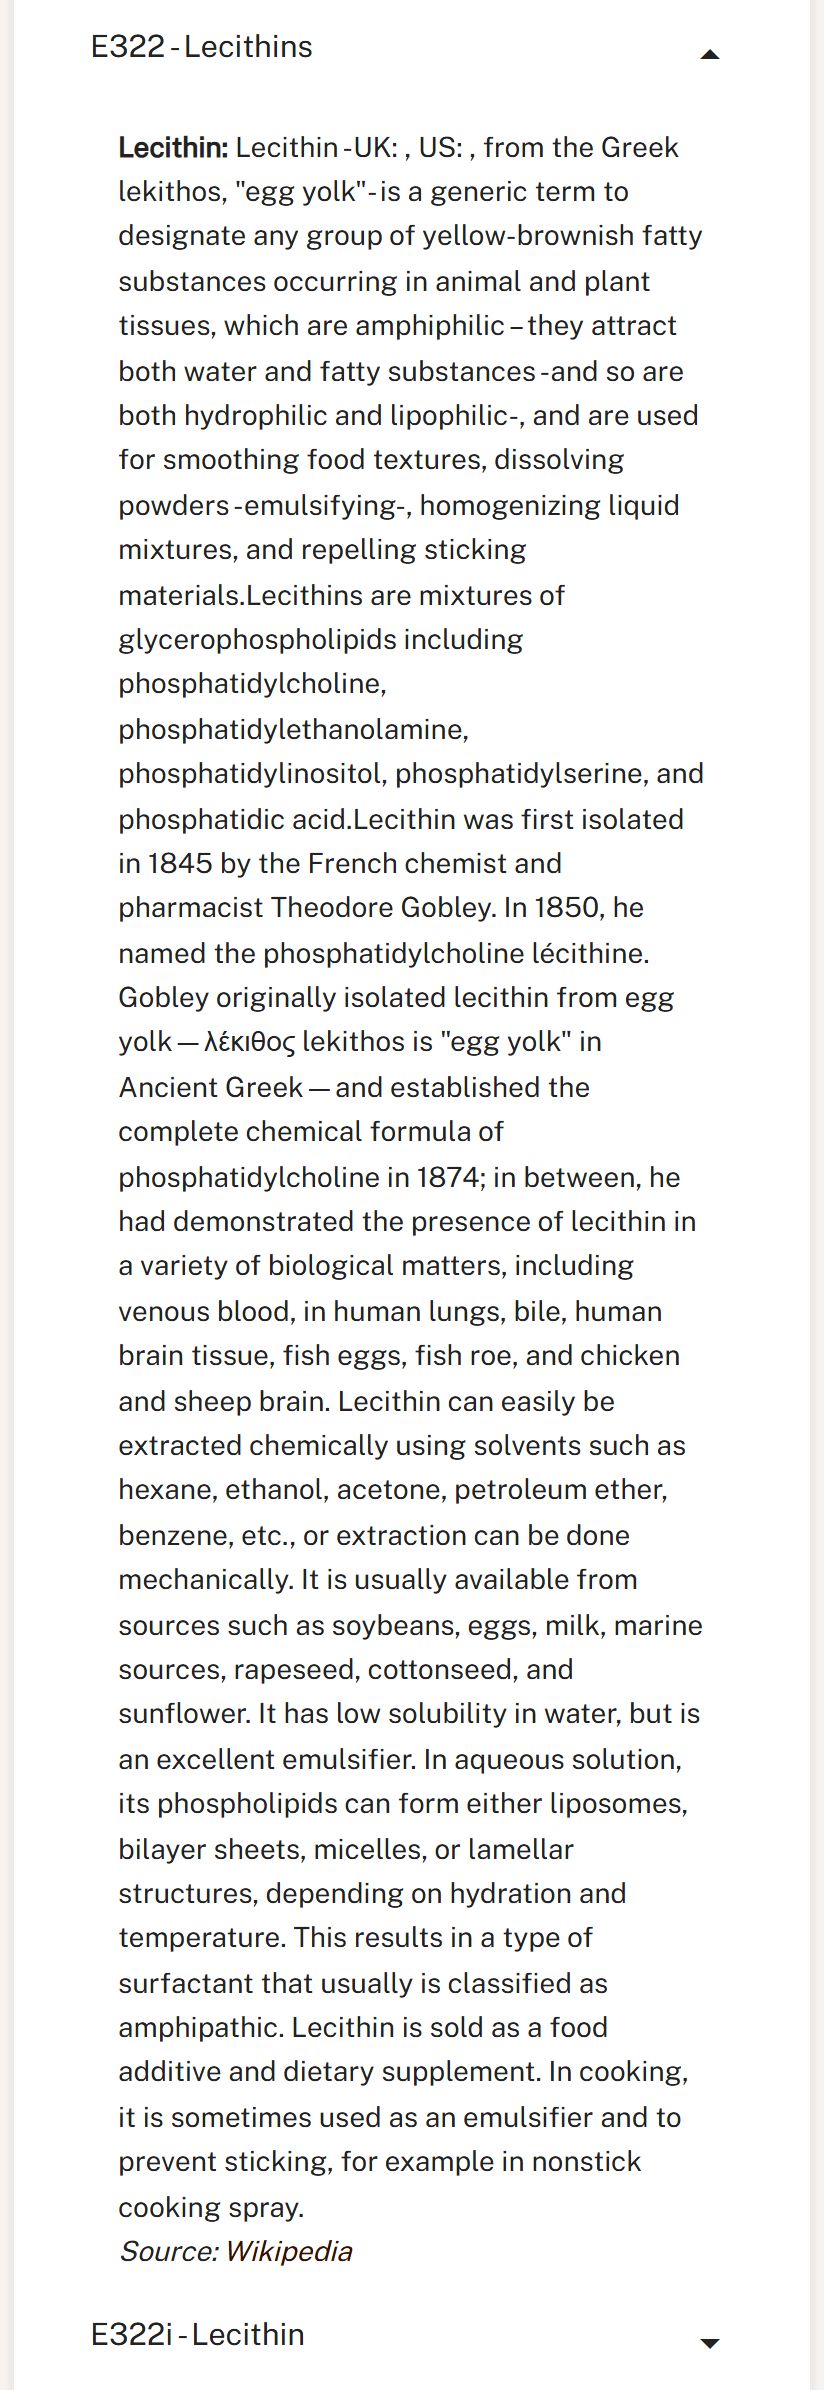 E322 - Lecithins
Lecithin: Lecithin -UK: , US: , from the Greek
lekithos, "egg yolk"- is a generic term to
designate any group of yellow-brownish fatty
substances occurring in animal and plant
tissues, which are amphiphilic – they attract
both water and fatty substances -and so are
both hydrophilic and lipophilic-, and are used
for smoothing food textures, dissolving
powders -emulsifying-, homogenizing liquid
mixtures, and repelling sticking
materials.Lecithins are mixtures of
glycerophospholipids including
phosphatidylcholine,
phosphatidylethanolamine,
phosphatidylinositol, phosphatidylserine, and
phosphatidic acid.Lecithin was first isolated
in 1845 by the French chemist and
pharmacist Theodore Gobley. In 1850, he
named the phosphatidylcholine lécithine.
Gobley originally isolated lecithin from egg
yolk — λέκιθος lekithos is "egg yolk" in
Ancient Greek — and established the
complete chemical formula of
phosphatidylcholine in 1874; in between, he
had demonstrated the presence of lecithin in
a variety of biological matters, including
venous blood, in human lungs, bile, human
brain tissue, fish eggs, fish roe, and chicken
and sheep brain. Lecithin can easily be
extracted chemically using solvents such as
hexane, ethanol, acetone, petroleum ether,
benzene, etc., or extraction can be done
mechanically. It is usually available from
sources such as soybeans, eggs, milk, marine
sources, rapeseed, cottonseed, and
sunflower. It has low solubility in water, but is
an excellent emulsifier. In aqueous solution,
its phospholipids can form either liposomes,
bilayer sheets, micelles, or lamellar
structures, depending on hydration and
temperature. This results in a type of
surfactant that usually is classified as
amphipathic. Lecithin is sold as a food
additive and dietary supplement. In cooking,
it is sometimes used as an emulsifier and to
prevent sticking, for example in nonstick
cooking spray.
Source: Wikipedia
E322i - Lecithin